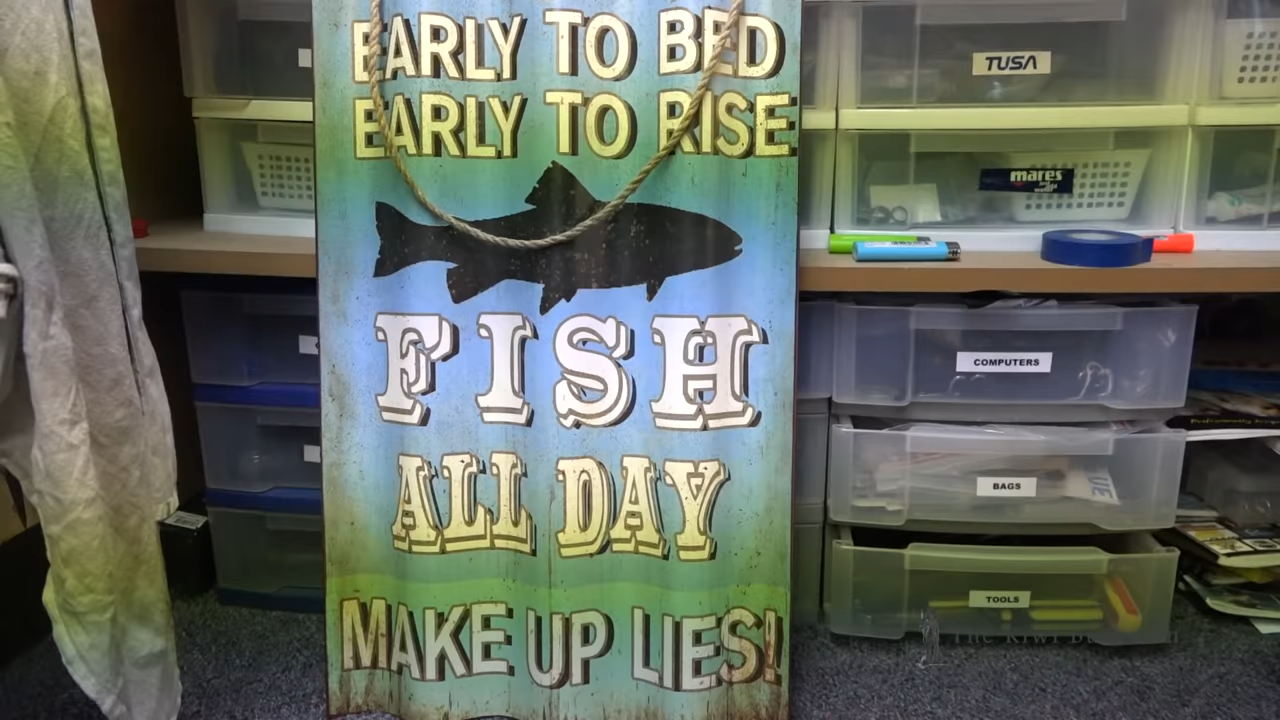 EARLY TO BED
EARLY TO RISE
FISH
ALL DAY
MAKE UP LIES!
TUSA
mares
COMPUTERS
BAGS
TOOLS